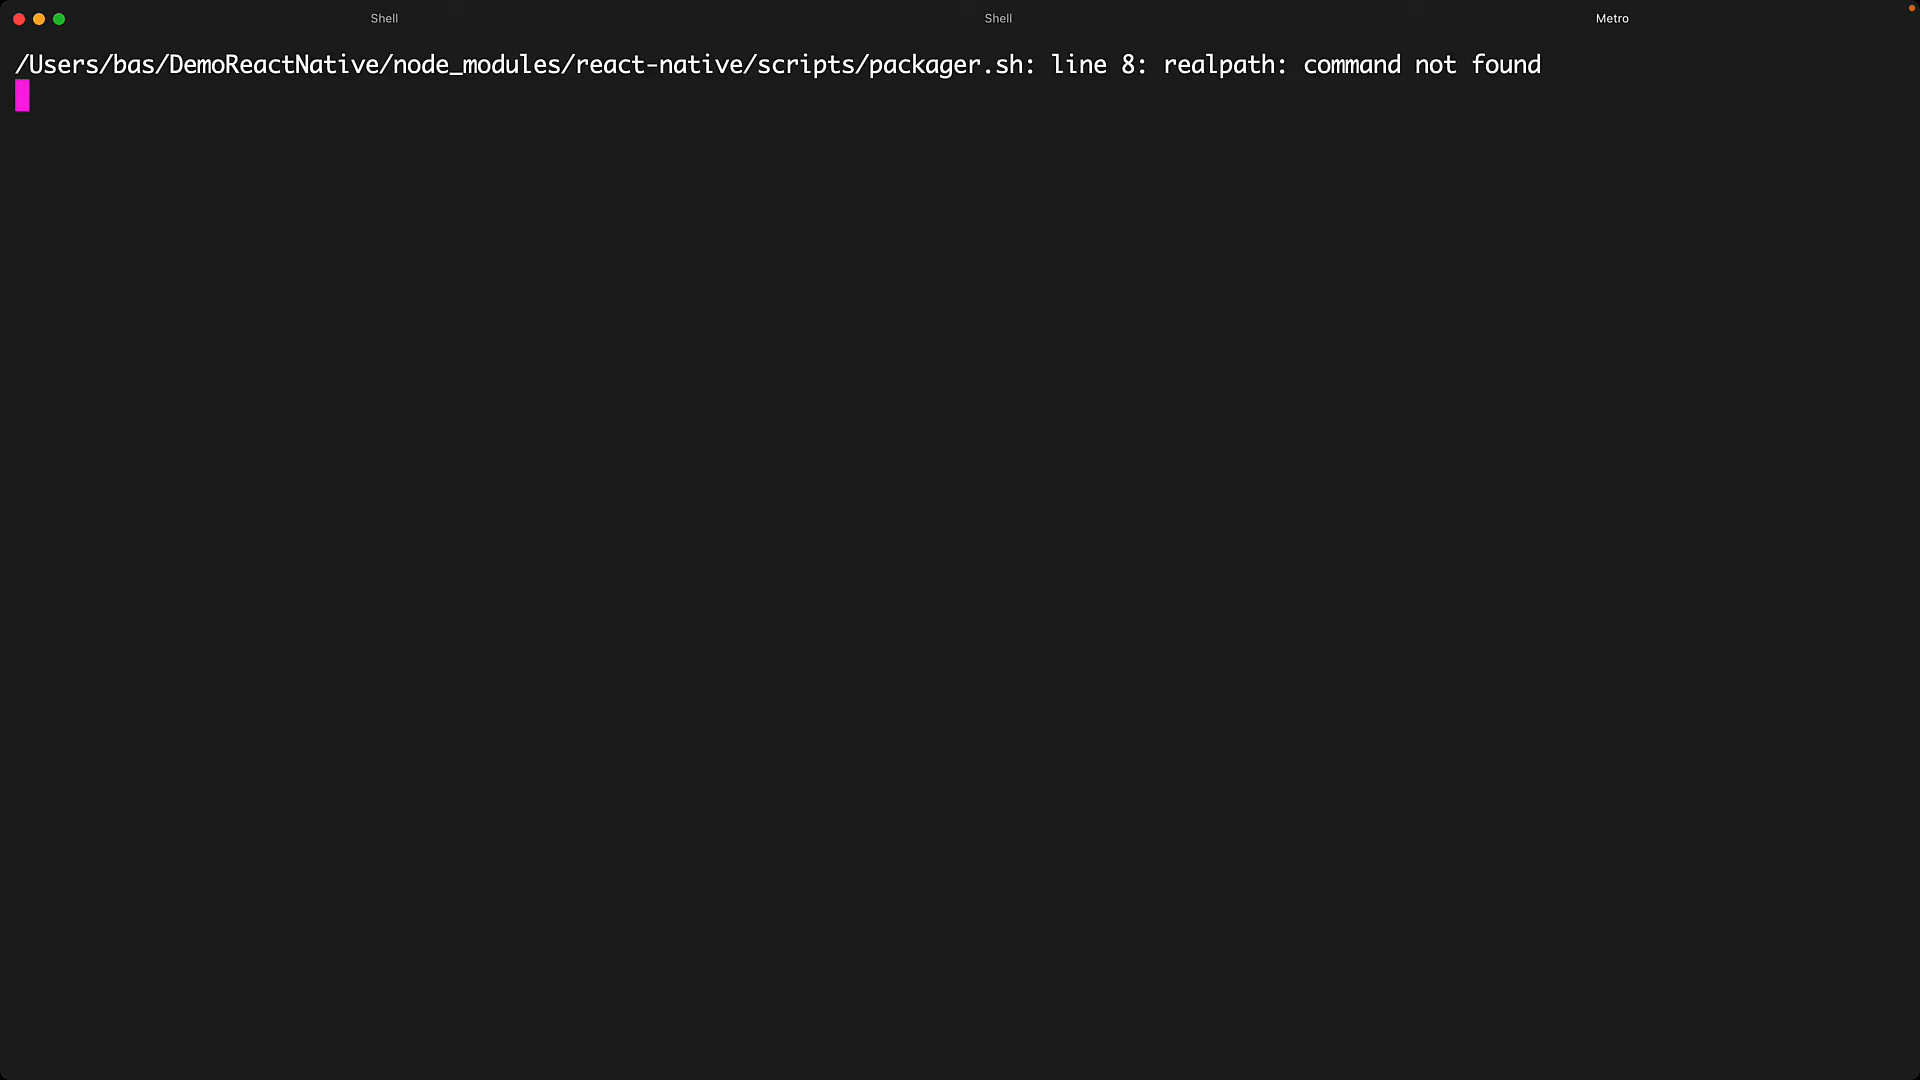 Shell
Shell
Metro
/Users/bas/DemoReactNative/node_modules/react-native/scripts/packager.sh: line 8: realpath: command not found